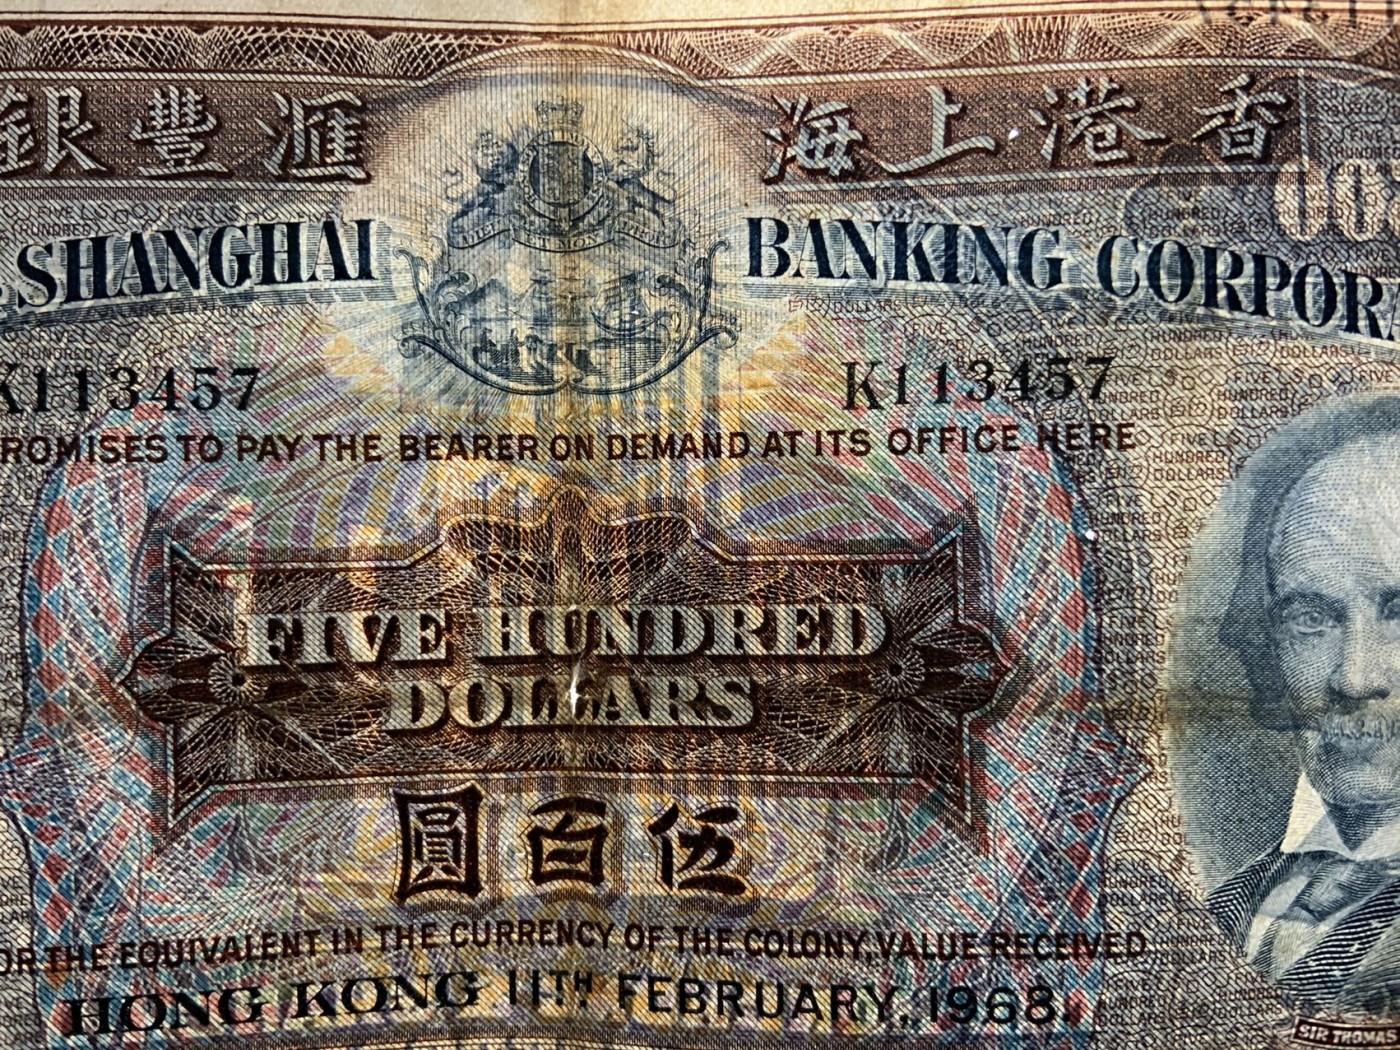 香港上海 滙豐銀
SHANGHAI BANKING CORPOR
K113457 K113457
PROMISES TO PAY THE BEARER ON DEMAND AT ITS OFFICE HERE
FIVE HUNDRED
DOLLARS
伍百圓
OR THE EQUIVALENT IN THE CURRENCY OF THE COLONY, VALUE RECEIVED
HONG KONG 11TH FEBRUARY, 1968.
SIR THOMAS